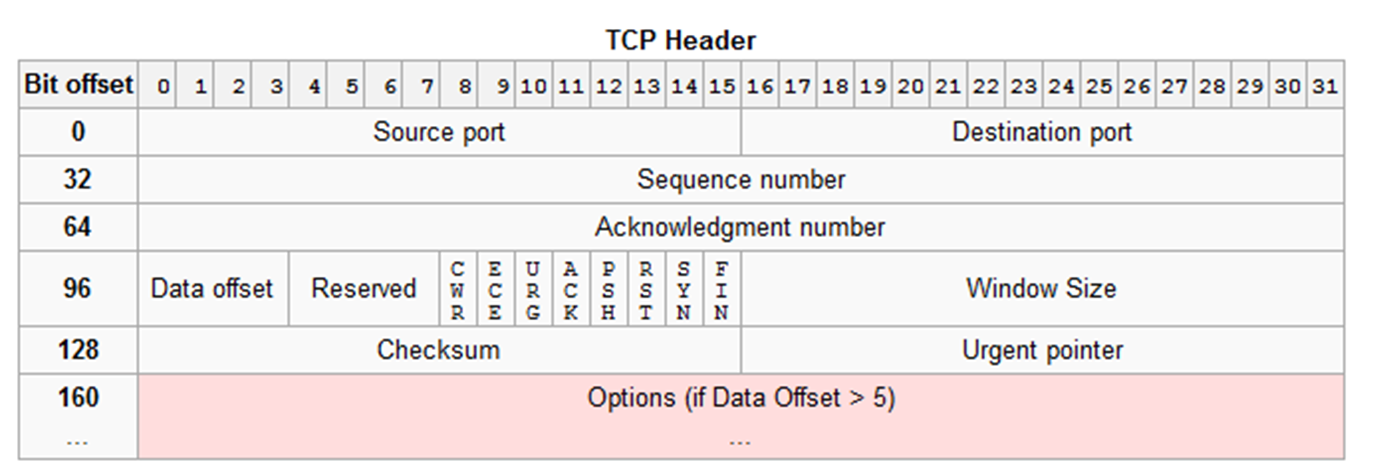 TCP Header
Bit offset 0 1 2 3 4 5 6 7 8 9 10 11 12 13 14 15 16 17 18 19 20 21 22 23 24 25 26 27 28 29 30 31
0 Source port Destination port
32 Sequence number
64 Acknowledgment number
96 Data offset Reserved CWR ECE URG ACK PSH RST SYN FIN Window Size
128 Checksum Urgent pointer
160 Options (if Data Offset > 5)
... ...